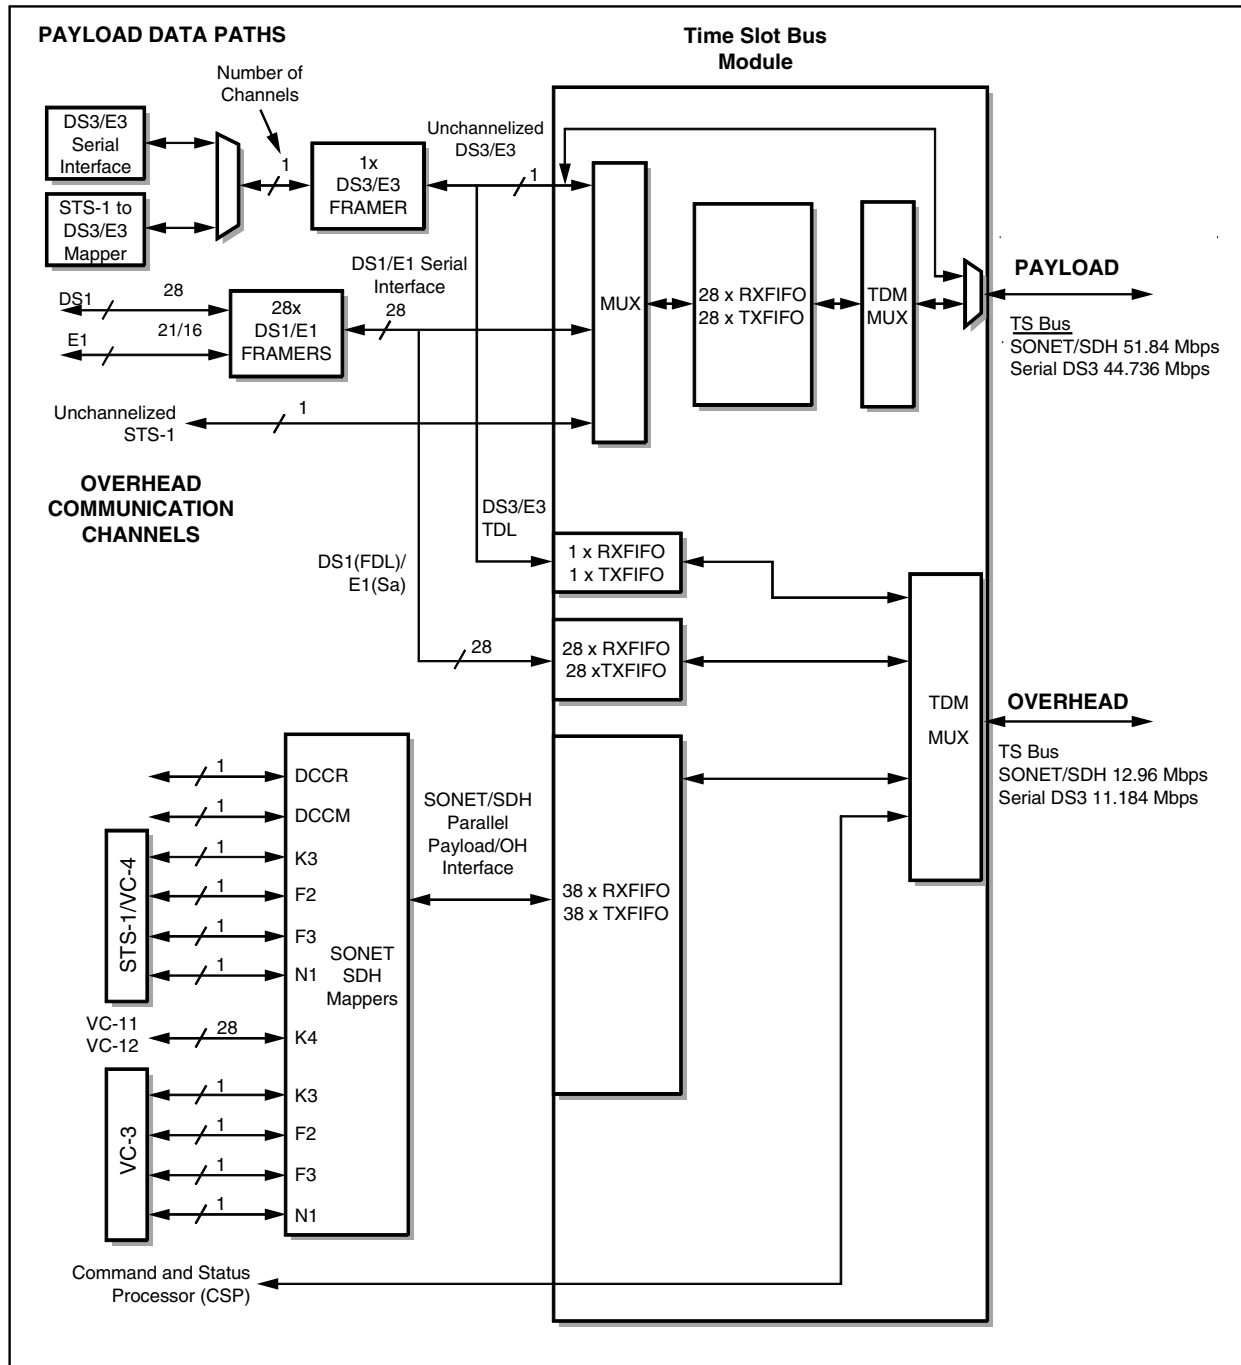 PAYLOAD DATA PATHS
Time Slot Bus
Module
Number of
Channels
DS3/E3
Serial
Interface
STS-1 to
DS3/E3
Mapper
1
1x
DS3/E3
FRAMER
Unchannelized
DS3/E3
1
DS1
28
E1
21/16
28x
DS1/E1
FRAMERS
DS1/E1 Serial
Interface
28
Unchannelized
STS-1
1
MUX
28 x RXFIFO
28 x TXFIFO
TDM
MUX
PAYLOAD
TS Bus
SONET/SDH 51.84 Mbps
Serial DS3 44.736 Mbps
OVERHEAD
COMMUNICATION
CHANNELS
DS3/E3
TDL
DS1(FDL)/
E1(Sa)
1 x RXFIFO
1 x TXFIFO
28
28 x RXFIFO
28 xTXFIFO
TDM
MUX
OVERHEAD
TS Bus
SONET/SDH 12.96 Mbps
Serial DS3 11.184 Mbps
1
DCCR
1
DCCM
STS-1/VC-4
1
K3
1
F2
1
F3
1
N1
VC-11
VC-12
28
K4
VC-3
1
K3
1
F2
1
F3
1
N1
SONET
SDH
Mappers
SONET/SDH
Parallel
Payload/OH
Interface
38 x RXFIFO
38 x TXFIFO
Command and Status
Processor (CSP)